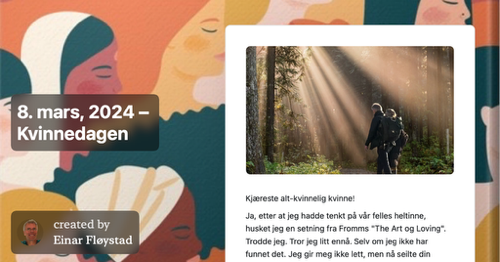 8. mars, 2024 –
Kvinnedagen
created by
Einar Fløystad
Kjæreste alt-kvinnelig kvinne!
Ja, etter at jeg hadde tenkt på vår felles heltinne,
husket jeg en setning fra Fromms "The Art og Loving".
Trodde jeg. Tror jeg litt ennå. Selv om jeg ikke har
funnet det. Jeg gir meg ikke lett, men nå seilte din